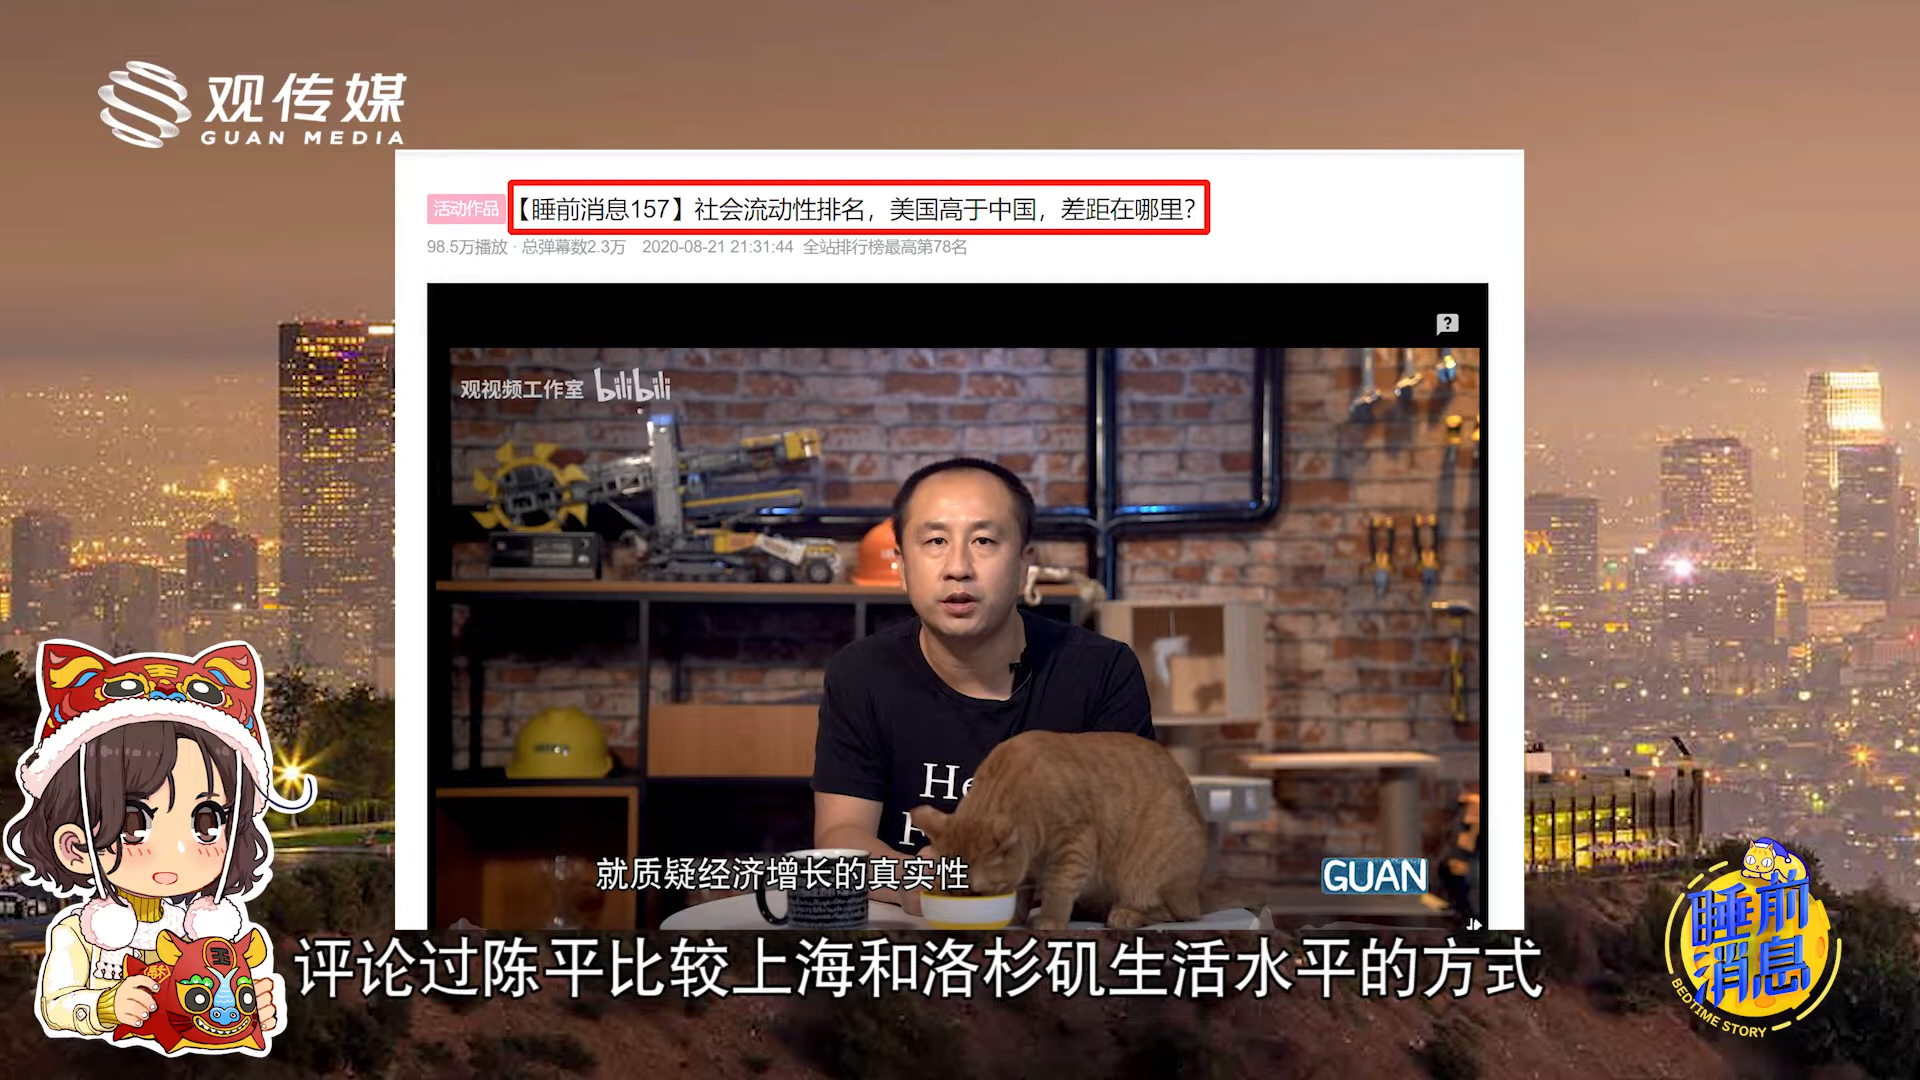 观传媒
GUAN MEDIA
活动作品
【睡前消息157】社会流动性排名，美国高于中国，差距在哪里？
98.5万播放 · 总弹幕数2.3万 2020-08-21 21:31:44 全站排行榜最高第78名
观视频工作室 bilibili
He
就质疑经济增长的真实性
GUAN
评论过陈平比较上海和洛杉矶生活水平的方式
睡前
消息
BEDTIME STORY